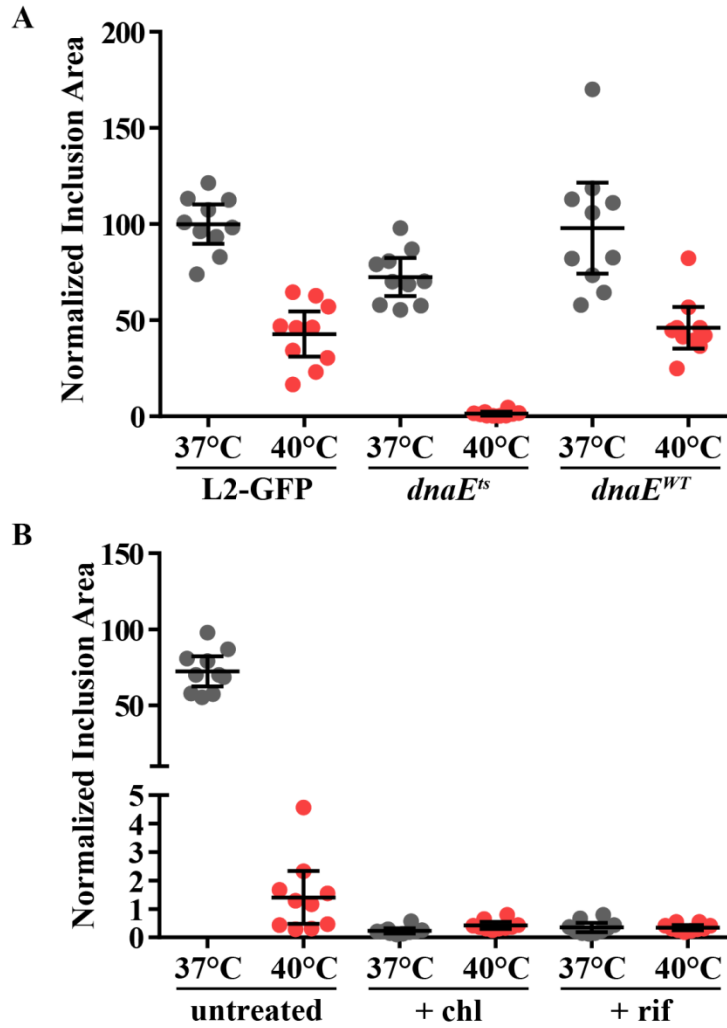 A
Normalized Inclusion Area
200
150
100
50
0
37°C 40°C 37°C 40°C 37°C 40°C
L2-GFP dnaE^ts dnaE^WT
B
Normalized Inclusion Area
150
100
50
5
4
3
2
1
0
37°C 40°C 37°C 40°C 37°C 40°C
untreated + chl + rif